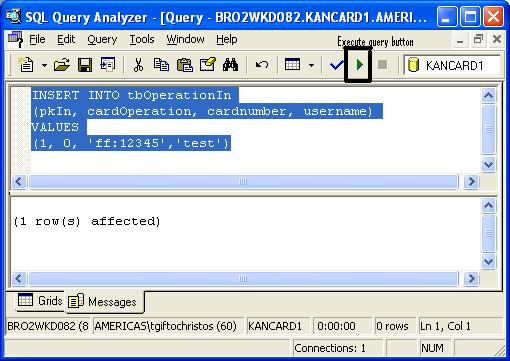 SQL Query Analyzer - [Query - BRO2WKD082.KANCARD1.AMERI...
File Edit Query Tools Window Help
Execute query button
KANCARD1
INSERT INTO tbOperationIn
(pkIn, cardOperation, cardnumber, username)
VALUES
(1, 0, 'ff:12345','test')
(1 row(s) affected)
Grids Messages
BRO2WKD082 (8 AMERICAS\tgiftochristos (60) KANCARD1 0:00:00 0 rows Ln 1, Col 1
Connections: 1 NUM